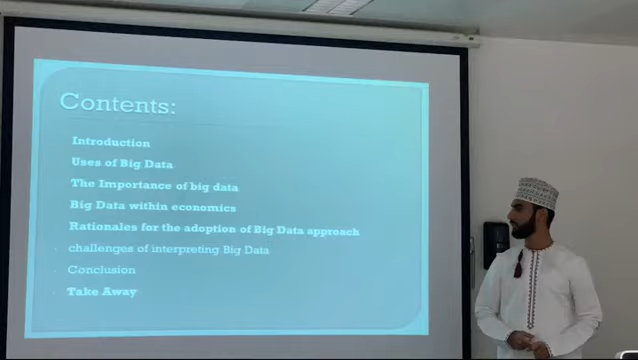 Contents:
Introduction
Uses of Big Data
The Importance of big data
Big Data within economics
Rationales for the adoption of Big Data approach
challenges of interpreting Big Data
Conclusion
Take Away